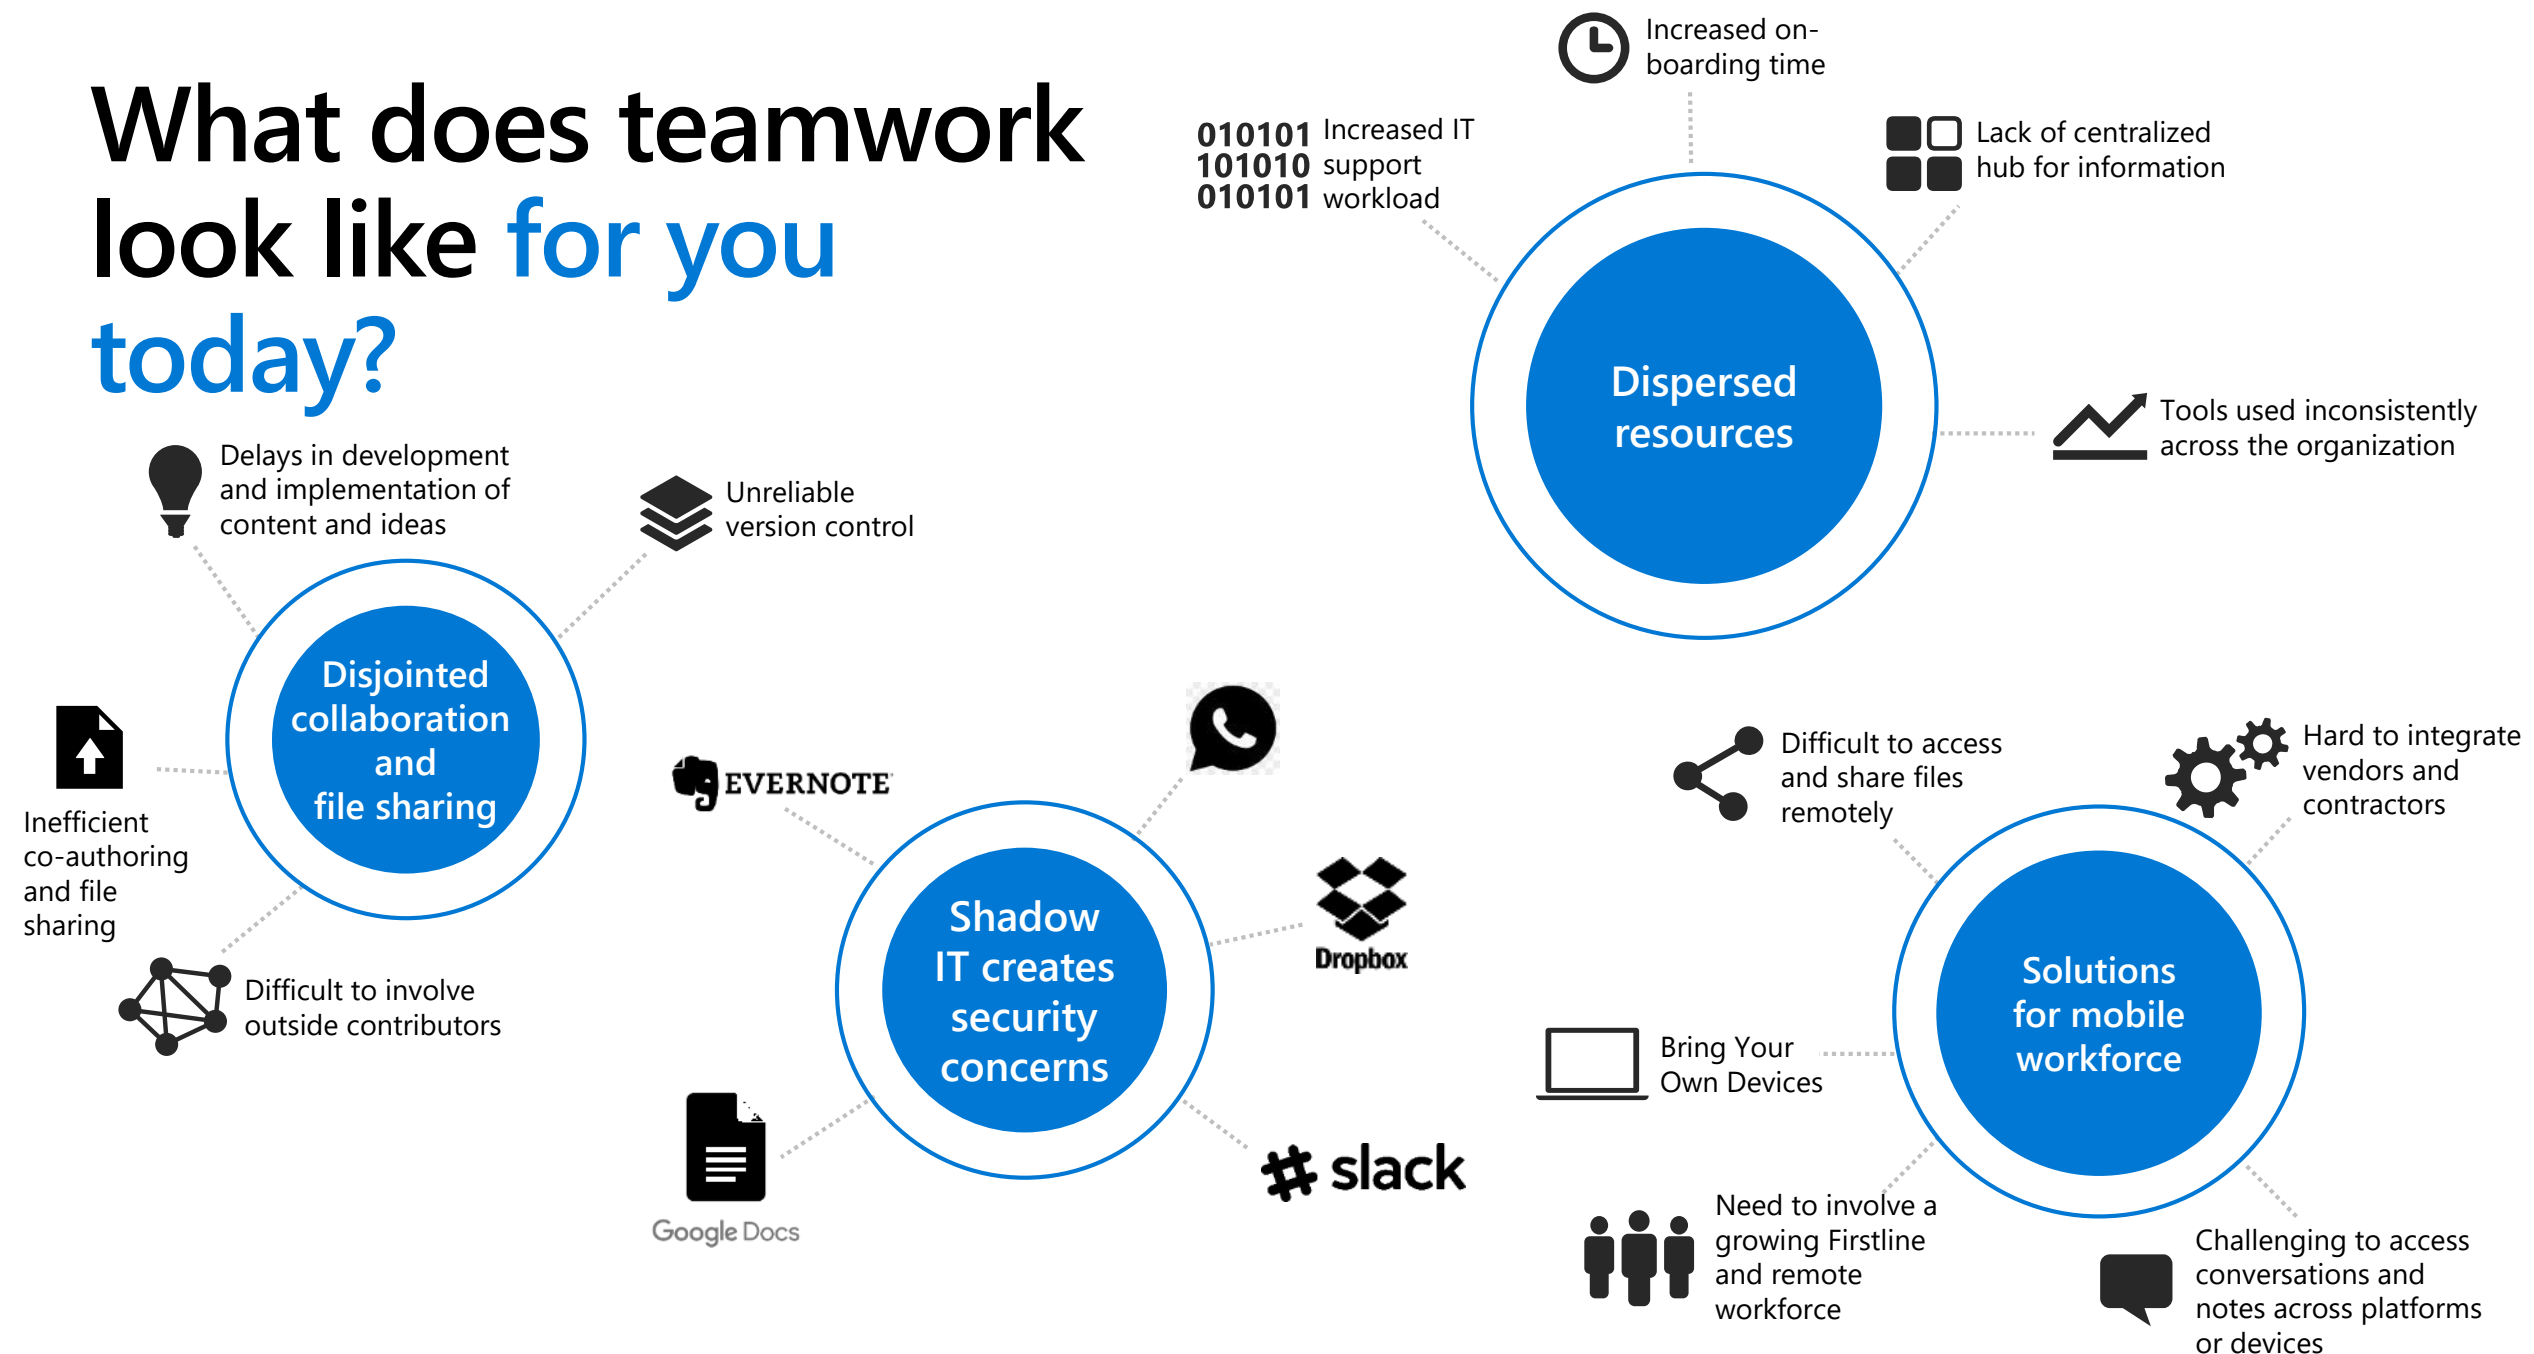 What does teamwork
look like for you
today?
Increased on-
boarding time
010101
101010
010101
Increased IT
support
workload
Lack of centralized
hub for information
Dispersed
resources
Tools used inconsistently
across the organization
Delays in development
and implementation of
content and ideas
Unreliable
version control
Disjointed
collaboration
and
file sharing
Inefficient
co-authoring
and file
sharing
Difficult to involve
outside contributors
EVERNOTE
Dropbox
Shadow
IT creates
security
concerns
Google Docs
slack
Difficult to access
and share files
remotely
Hard to integrate
vendors and
contractors
Solutions
for mobile
workforce
Bring Your
Own Devices
Need to involve a
growing Firstline
and remote
workforce
Challenging to access
conversations and
notes across platforms
or devices